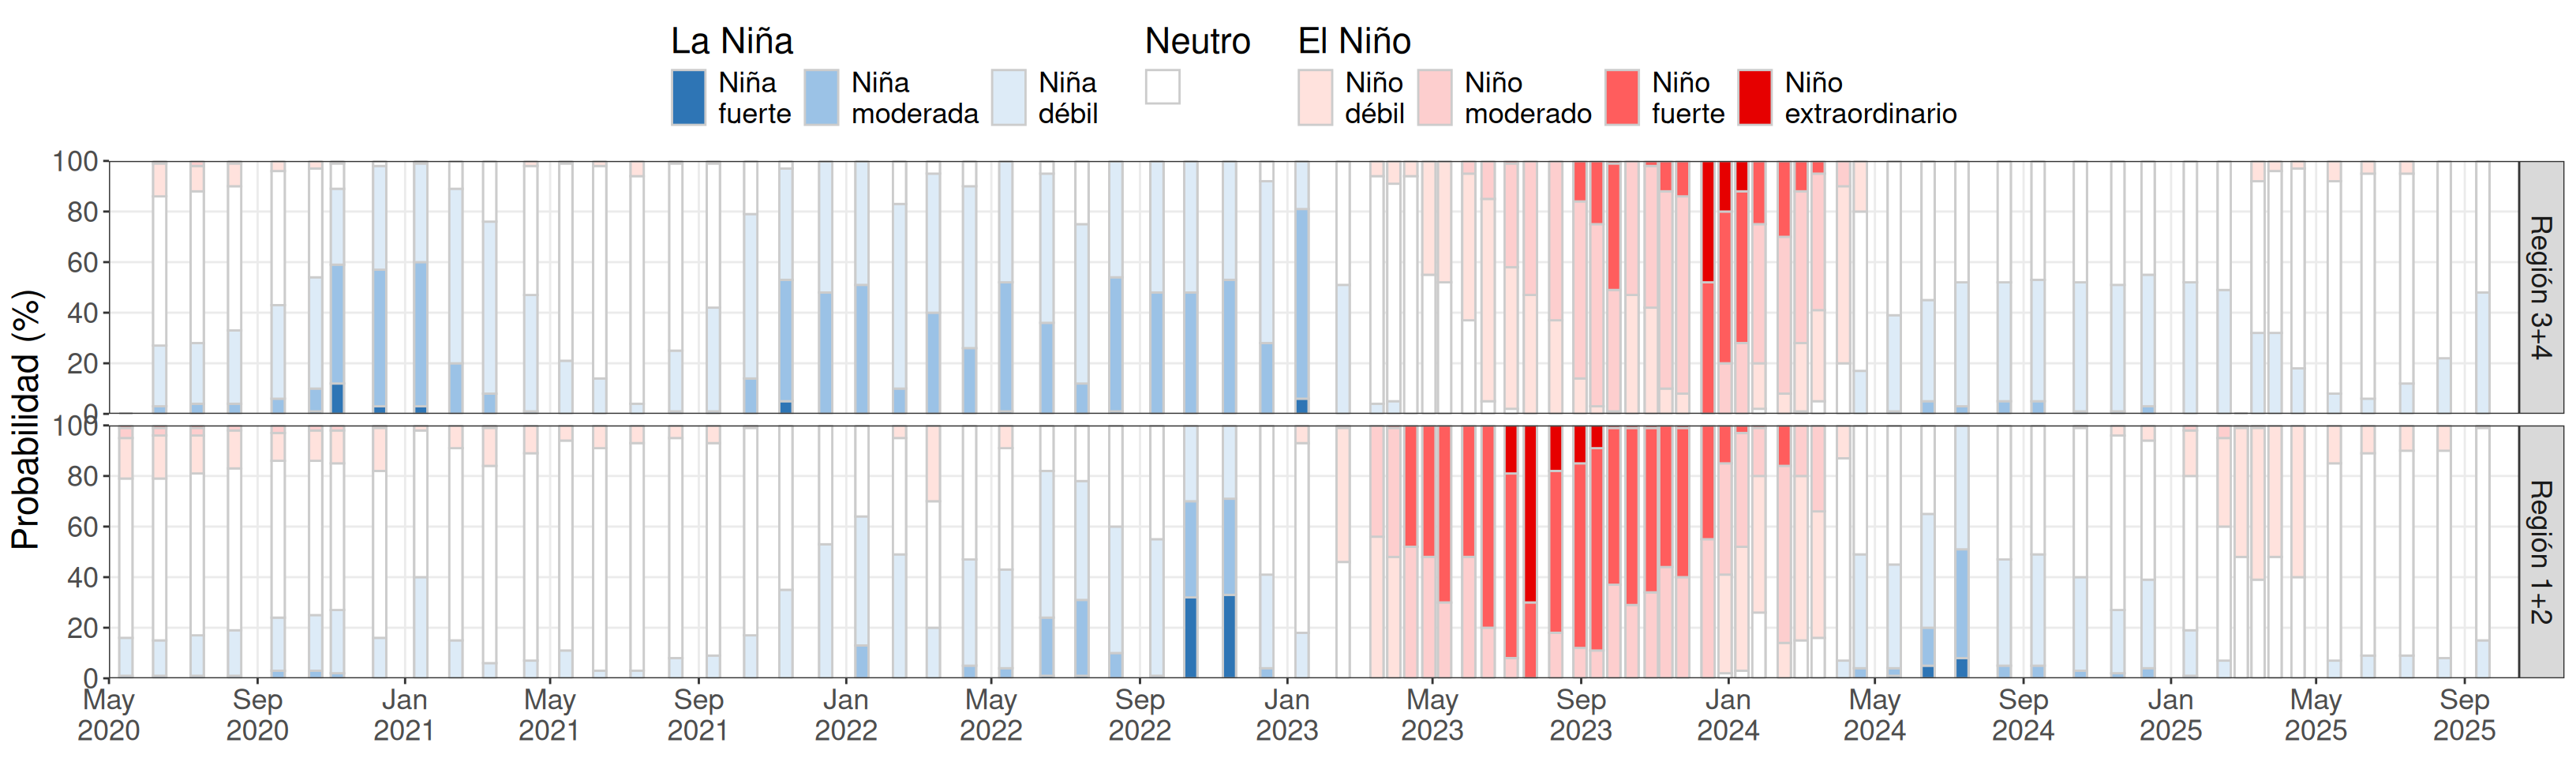 La Niña Neutro El Niño
Niña fuerte Niña moderada Niña débil Niño débil Niño moderado Niño fuerte Niño extraordinario
Probabilidad (%)
100
80
60
40
20
0
Región 3+4
100
80
60
40
20
0
Región 1+2
May 2020 Sep 2020 Jan 2021 May 2021 Sep 2021 Jan 2022 May 2022 Sep 2022 Jan 2023 May 2023 Sep 2023 Jan 2024 May 2024 Sep 2024 Jan 2025 May 2025 Sep 2025